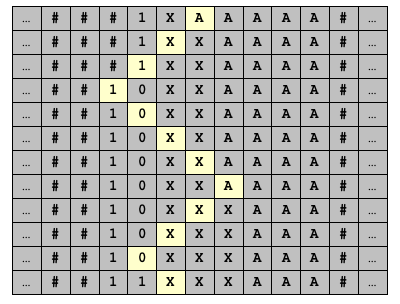 ... # # # 1 X A A A A A # ...
... # # # 1 X X A A A A # ...
... # # # 1 X X A A A A # ...
... # # 1 0 X X A A A A # ...
... # # 1 0 X X A A A A # ...
... # # 1 0 X X A A A A # ...
... # # 1 0 X X A A A A # ...
... # # 1 0 X X A A A A # ...
... # # 1 0 X X X A A A # ...
... # # 1 0 X X X A A A # ...
... # # 1 0 X X X A A A # ...
... # # 1 1 X X X A A A # ...